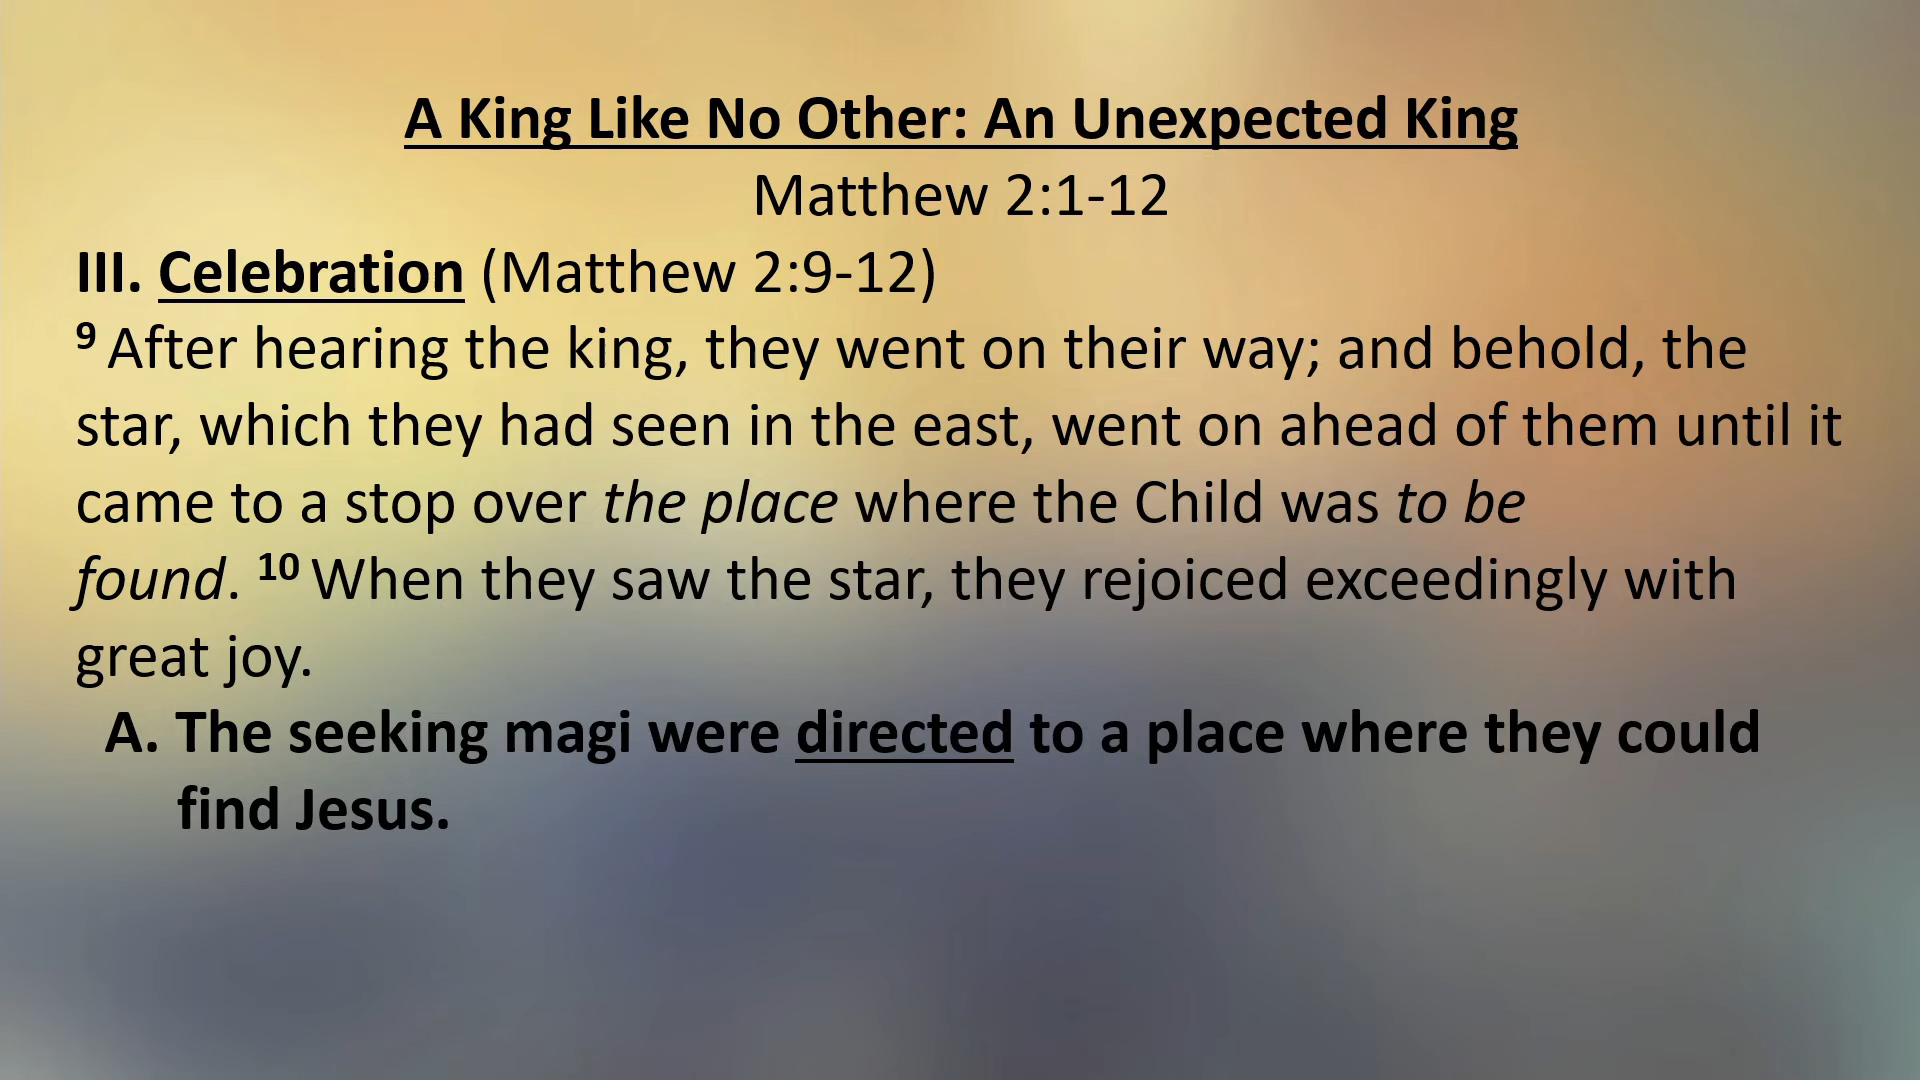 A King Like No Other: An Unexpected King
Matthew 2:1-12
III. Celebration (Matthew 2:9-12)
9 After hearing the king, they went on their way; and behold, the
star, which they had seen in the east, went on ahead of them until it
came to a stop over the place where the Child was to be
found. 10 When they saw the star, they rejoiced exceedingly with
great joy.
A. The seeking magi were directed to a place where they could
find Jesus.